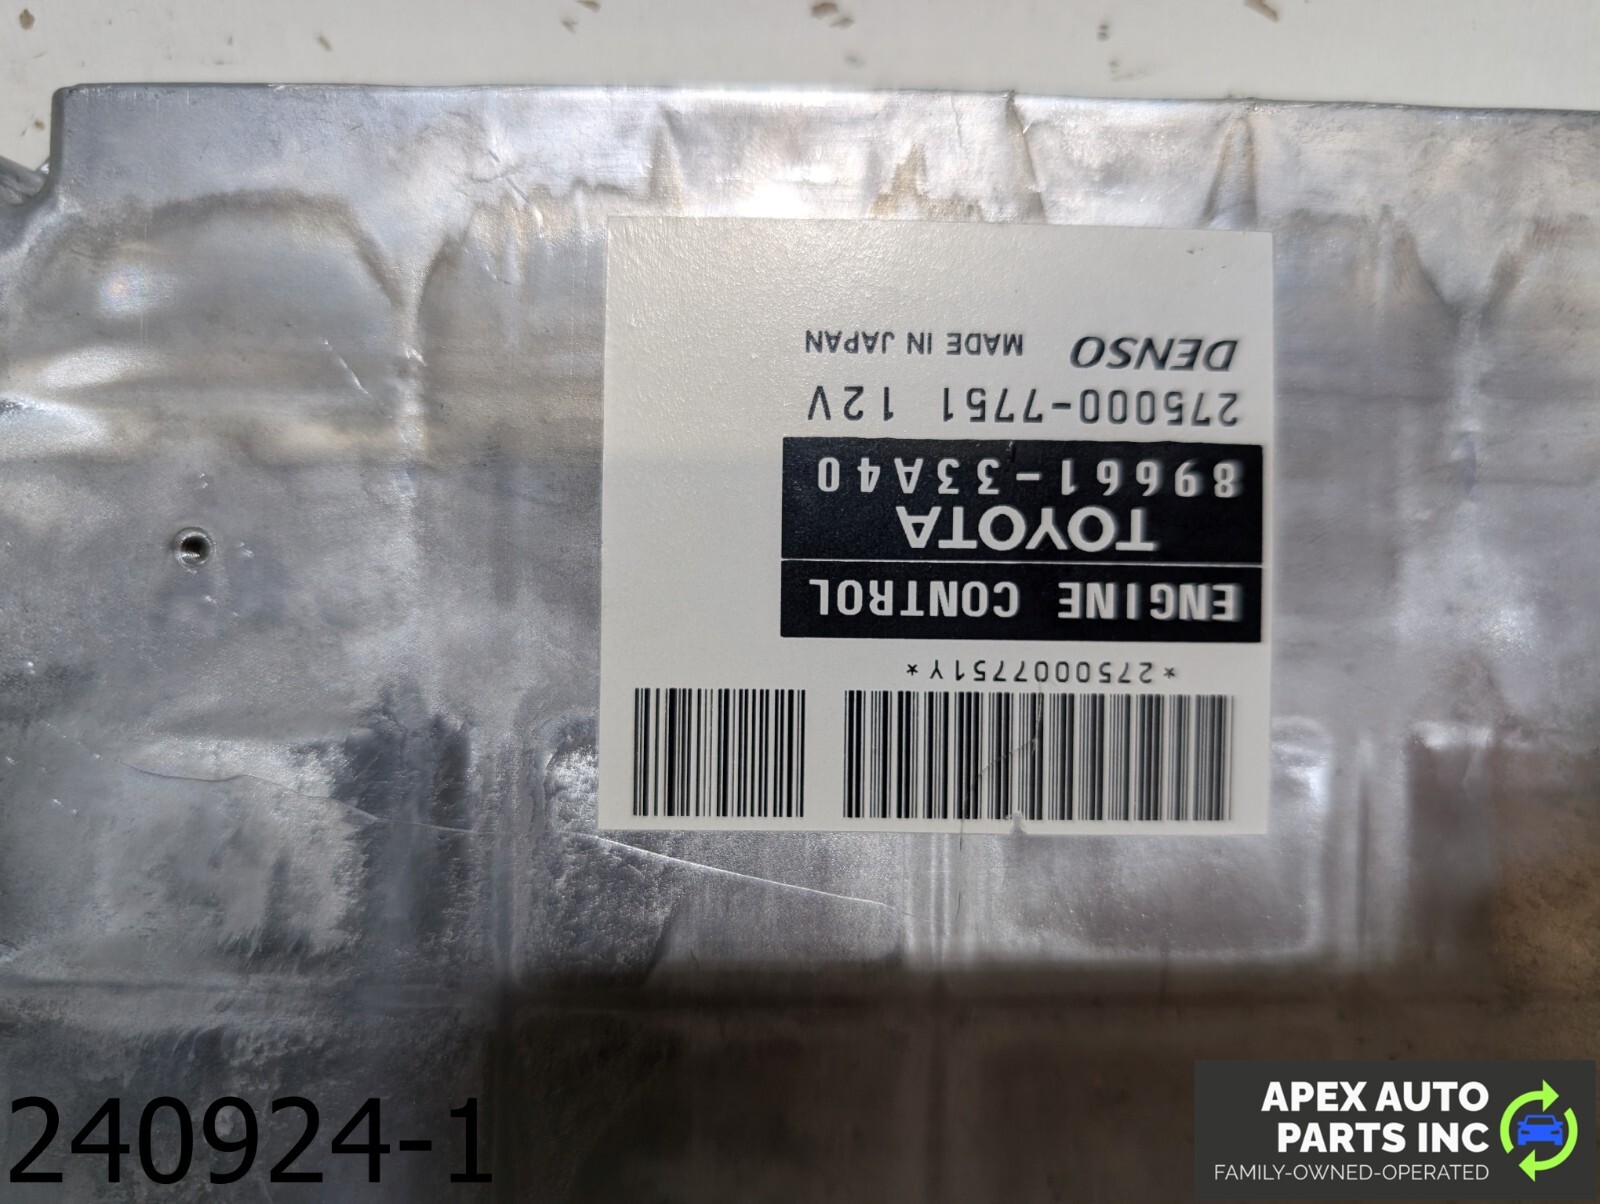 DENSO MADE IN JAPAN
275000-7751 12V
89661-33A40
TOYOTA
ENGINE CONTROL
*2750007751Y*
240924-1
APEX AUTO
PARTS INC
FAMILY-OWNED-OPERATED